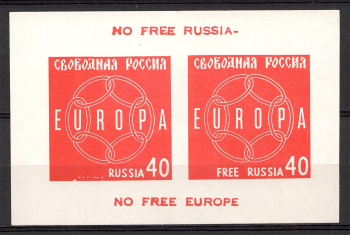 NO FREE RUSSIA-
СВОБОДНАЯ РОССИЯ
EUROPA
RUSSIA 40
СВОБОДНАЯ РОССИЯ
EUROPA
FREE RUSSIA 40
NO FREE EUROPE